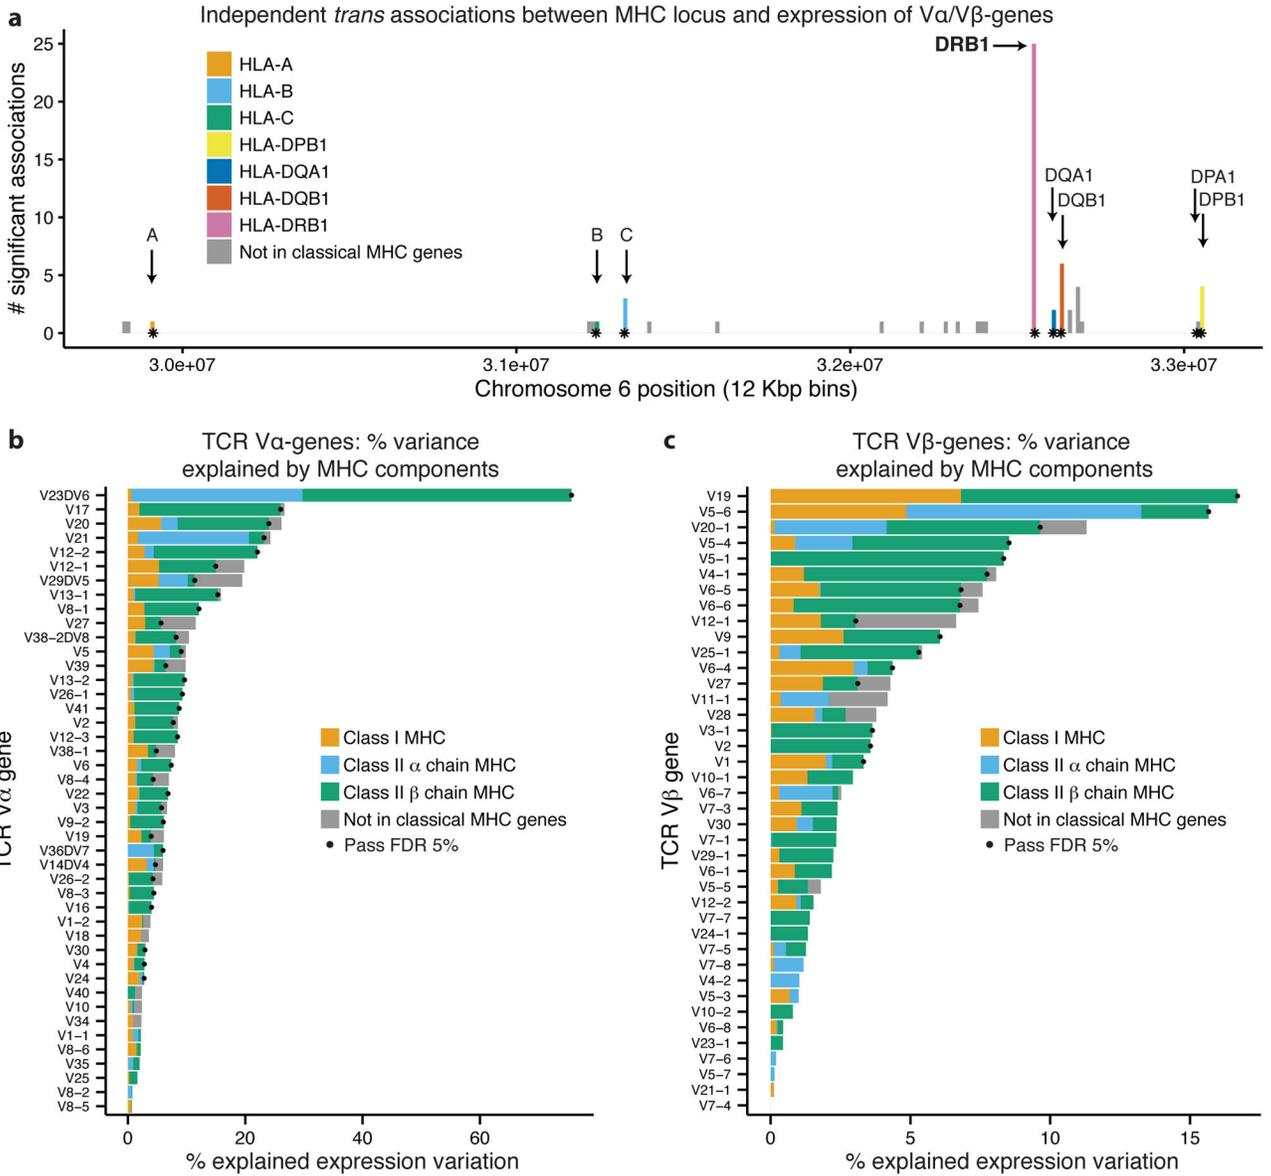 a
Independent trans associations between MHC locus and expression of Vα/Vβ-genes
# significant associations
25
20
15
10
5
0
HLA-A
HLA-B
HLA-C
HLA-DPB1
HLA-DQA1
HLA-DQB1
HLA-DRB1
Not in classical MHC genes
A
B
C
DRB1
DQA1
DQB1
DPA1
DPB1
3.0e+07
3.1e+07
3.2e+07
3.3e+07
Chromosome 6 position (12 Kbp bins)
b
TCR Vα-genes: % variance
explained by MHC components
TCR Vα gene
V23DV6
V17
V20
V21
V12−2
V12−1
V29DV5
V13−1
V8−1
V27
V38−2DV8
V5
V39
V13−2
V26−1
V41
V2
V12−3
V38−1
V6
V8−4
V22
V3
V9−2
V19
V36DV7
V14DV4
V26−2
V8−3
V16
V1−2
V18
V30
V4
V24
V40
V10
V34
V1−1
V8−6
V35
V25
V8−2
V8−5
Class I MHC
Class II α chain MHC
Class II β chain MHC
Not in classical MHC genes
Pass FDR 5%
0
20
40
60
% explained expression variation
c
TCR Vβ-genes: % variance
explained by MHC components
TCR Vβ gene
V19
V5−6
V20−1
V5−4
V5−1
V4−1
V6−5
V6−6
V12−1
V9
V25−1
V6−4
V27
V11−1
V28
V3−1
V2
V1
V10−1
V6−7
V7−3
V30
V7−1
V29−1
V6−1
V5−5
V12−2
V7−7
V24−1
V7−5
V7−8
V4−2
V5−3
V10−2
V6−8
V23−1
V7−6
V5−7
V21−1
V7−4
Class I MHC
Class II α chain MHC
Class II β chain MHC
Not in classical MHC genes
Pass FDR 5%
0
5
10
15
% explained expression variation